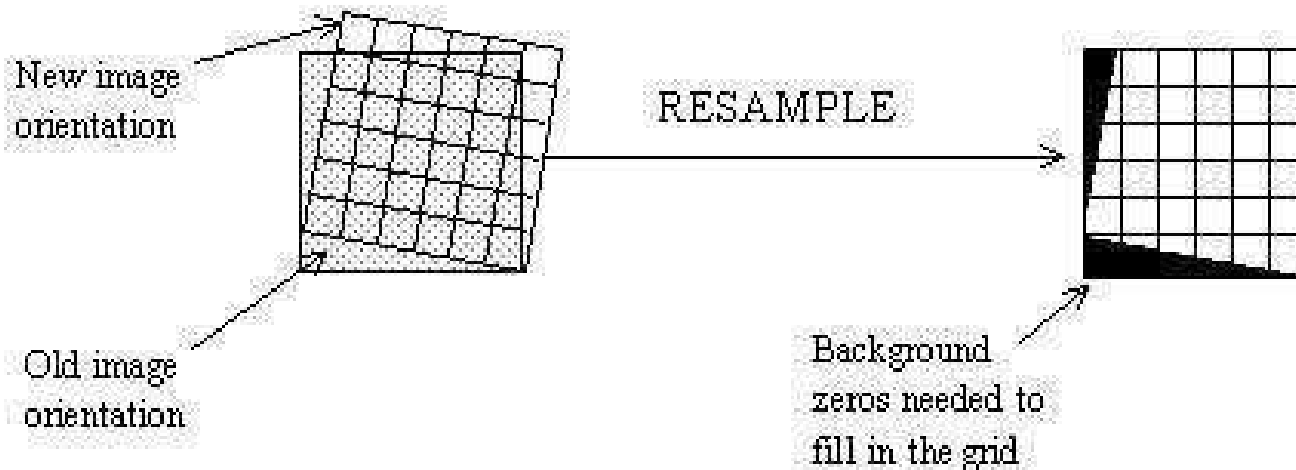 New image
orientation
RESAMPLE
Old image
orientation
Background
zeros needed to
fill in the grid